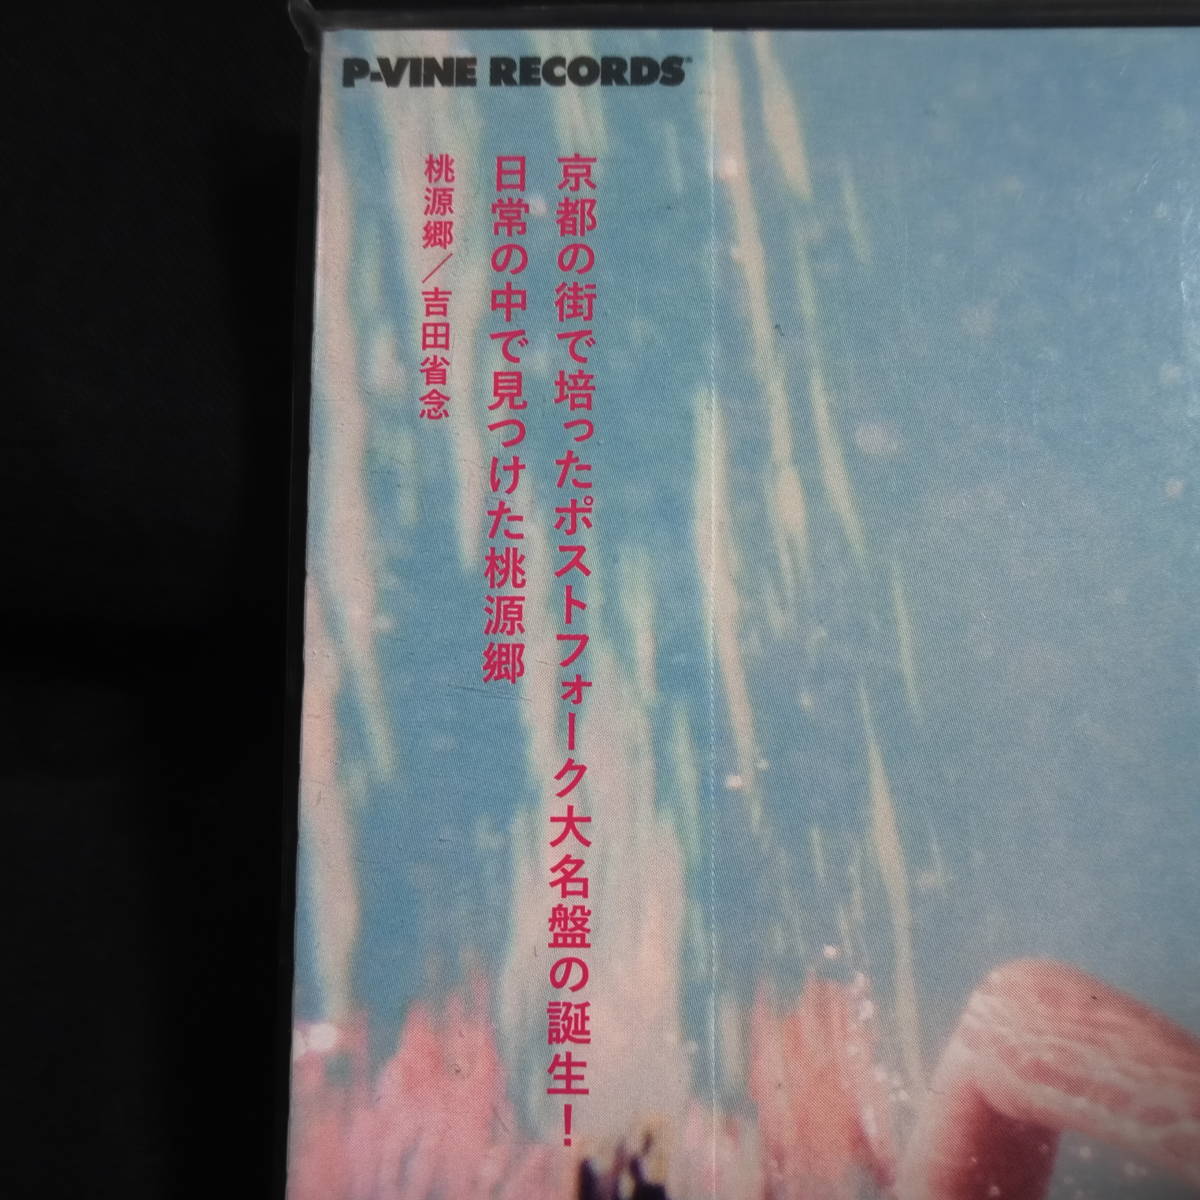 P-VINE RECORDS
京都の街で培ったポストフォーク大名盤の誕生！
日常の中で見つけた桃源郷
桃源郷／吉田省念